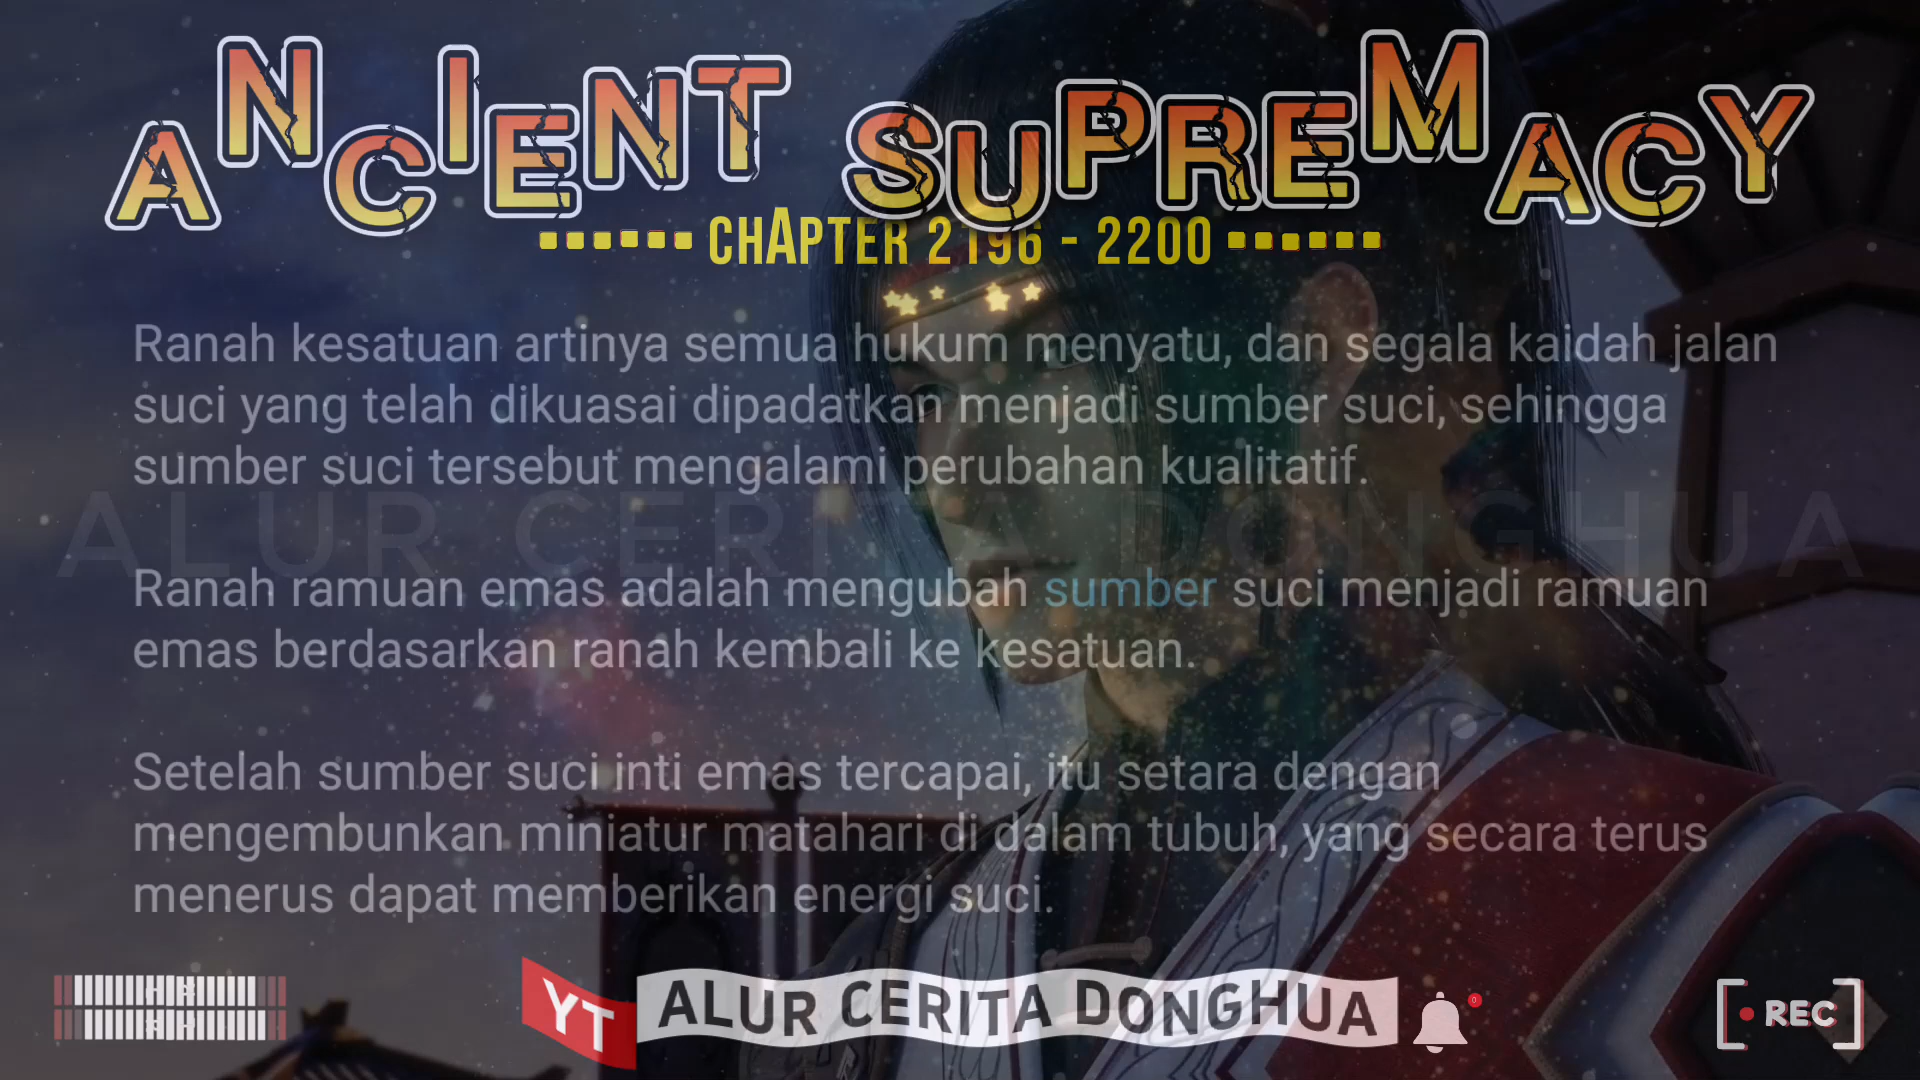 ANCIENT SUPREMACY
CHAPTER 2196 - 2200
Ranah kesatuan artinya semua hukum menyatu, dan segala kaidah jalan
suci yang telah dikuasai dipadatkan menjadi sumber suci, sehingga
sumber suci tersebut mengalami perubahan kualitatif.
ALUR CERITA DONGHUA
Ranah ramuan emas adalah mengubah sumber suci menjadi ramuan
emas berdasarkan ranah kembali ke kesatuan.
Setelah sumber suci inti emas tercapai, itu setara dengan
mengembunkan miniatur matahari di dalam tubuh, yang secara terus
menerus dapat memberikan energi suci.
YT ALUR CERITA DONGHUA
REC